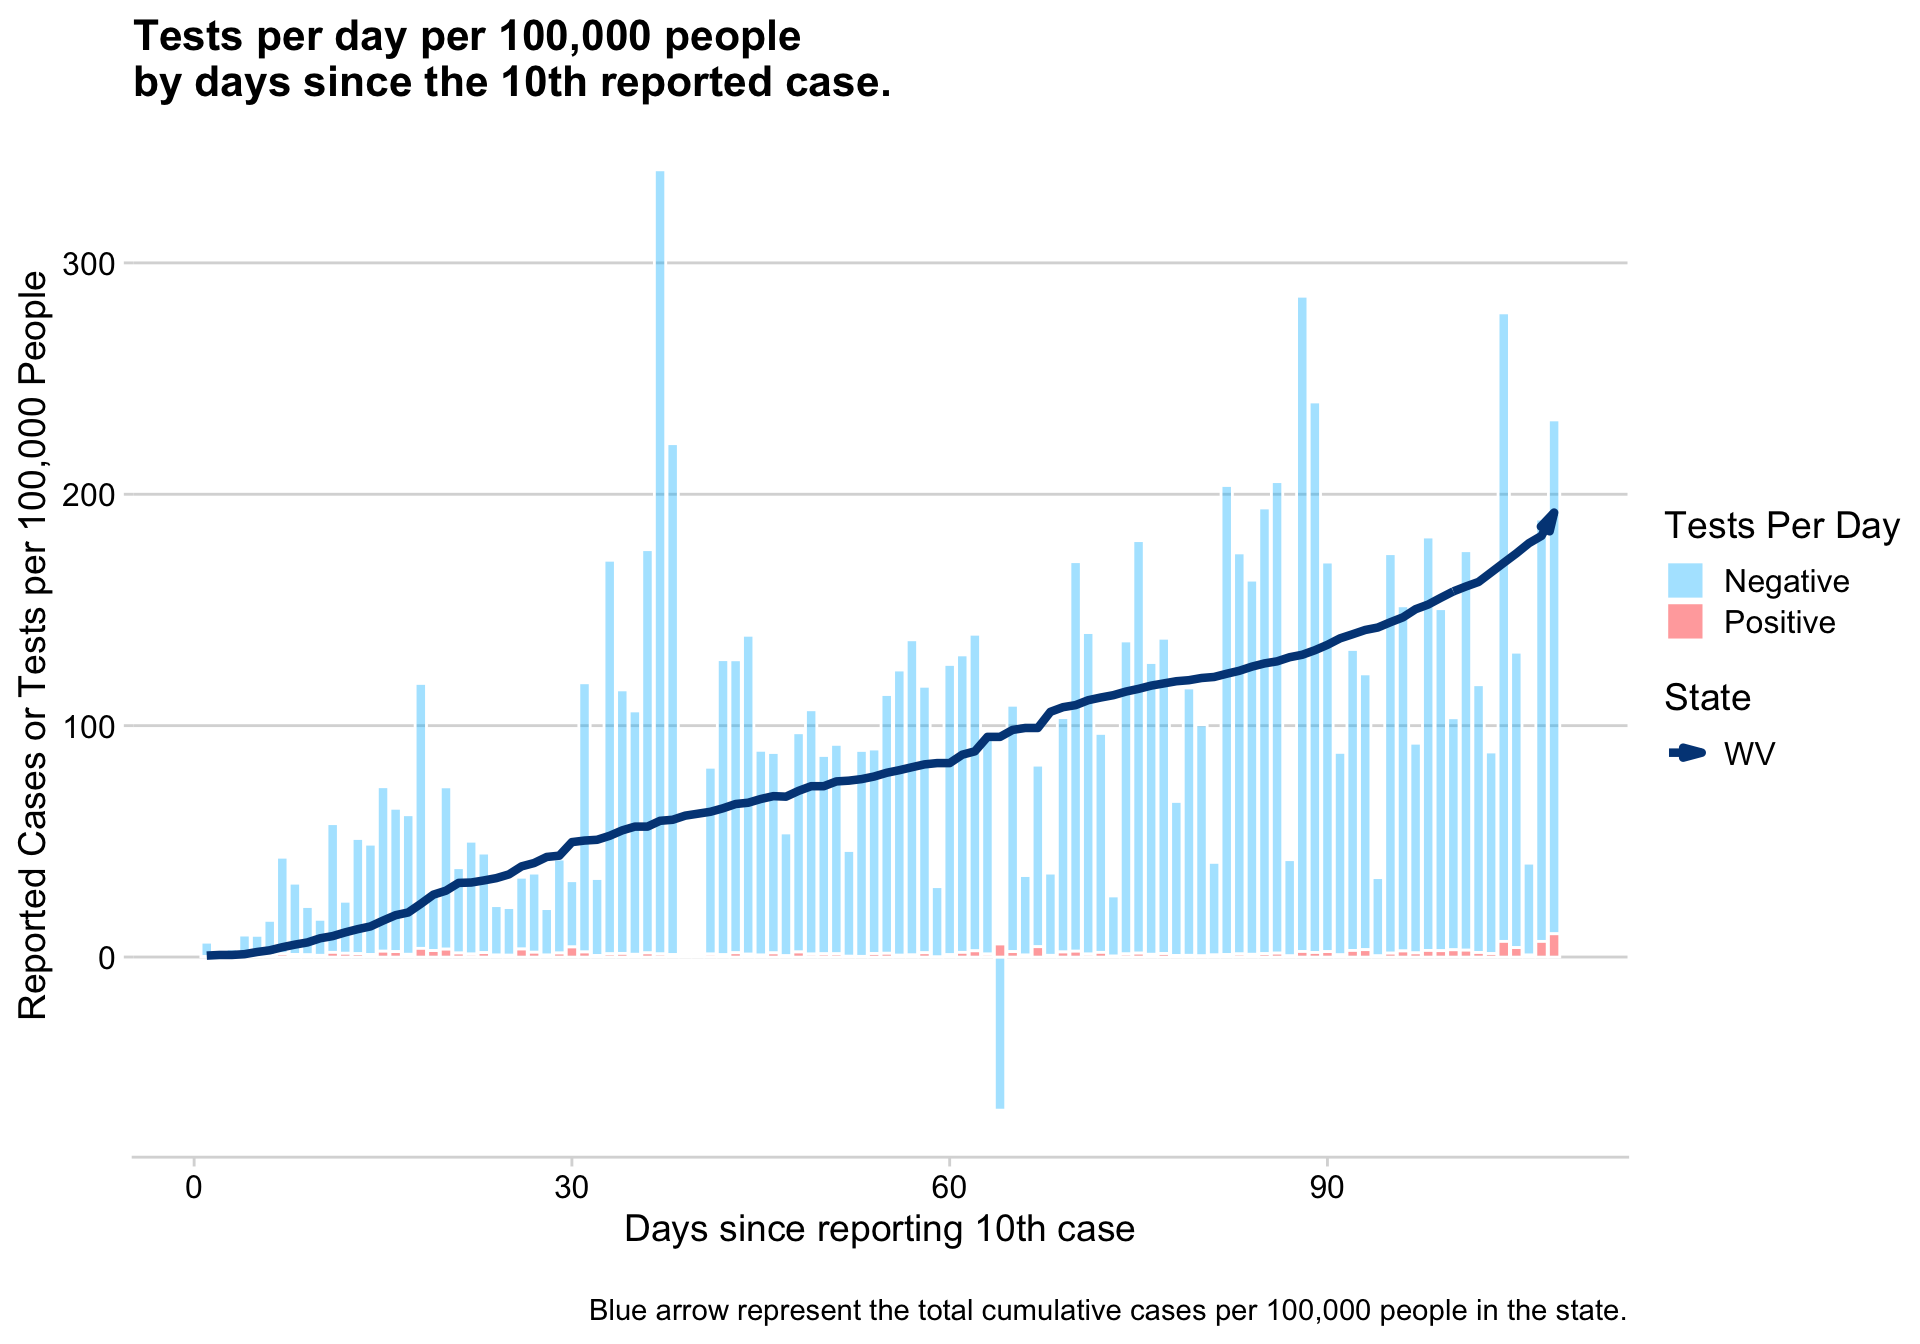 Tests per day per 100,000 people
by days since the 10th reported case.
Reported Cases or Tests per 100,000 People
300
200
100
0
0
30
60
90
Days since reporting 10th case
Tests Per Day
Negative
Positive
State
WV
Blue arrow represent the total cumulative cases per 100,000 people in the state.